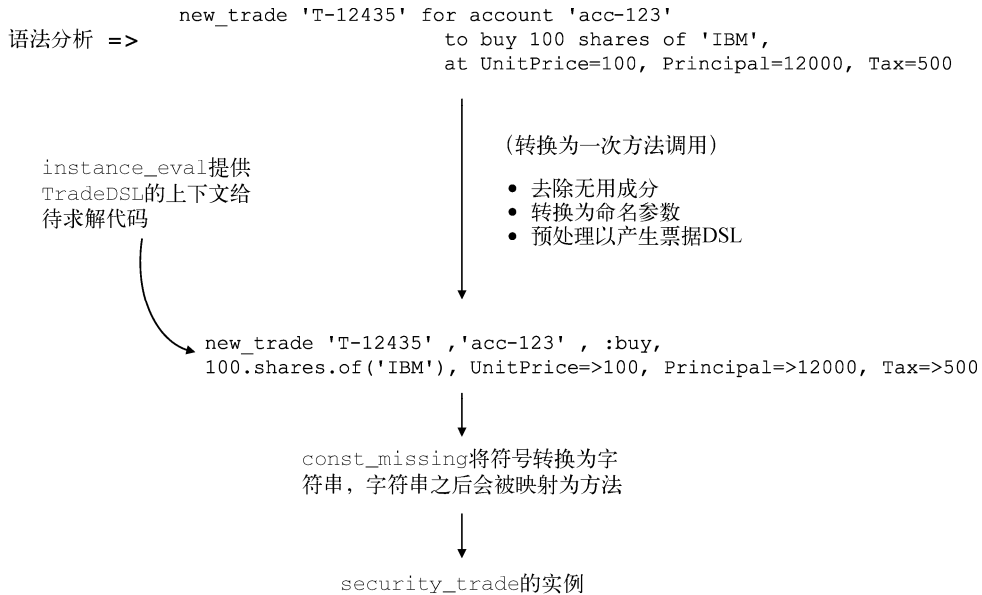 new_trade 'T-12435' for account 'acc-123'
语法分析 => to buy 100 shares of 'IBM',
at UnitPrice=100, Principal=12000, Tax=500
（转换为一次方法调用）
• 去除无用成分
• 转换为命名参数
• 预处理以产生票据DSL
instance_eval提供
TradeDSL的上下文给
待求解代码
new_trade 'T-12435' ,'acc-123' , :buy,
100.shares.of('IBM'), UnitPrice=>100, Principal=>12000, Tax=>500
const_missing将符号转换为字
符串，字符串之后会被映射为方法
security_trade的实例